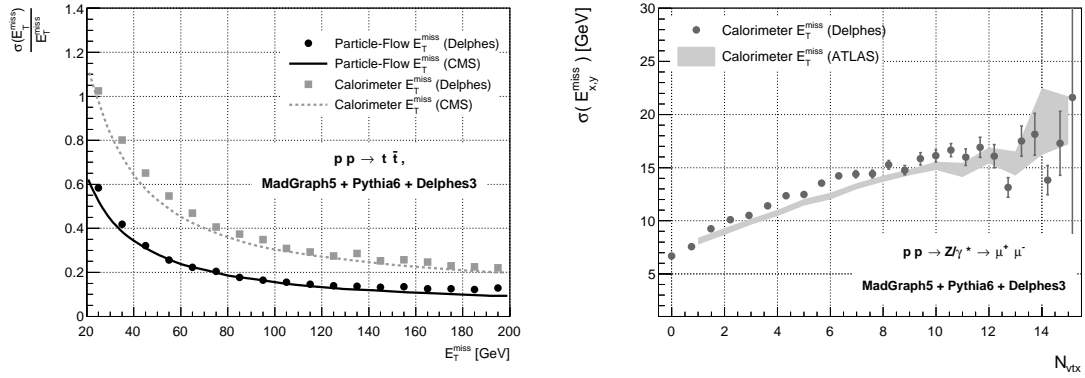 σ(E_T^miss)
E_T^miss
1.4
1.2
1
0.8
0.6
0.4
0.2
0
Particle-Flow E_T^miss (Delphes)
Particle-Flow E_T^miss (CMS)
Calorimeter E_T^miss (Delphes)
Calorimeter E_T^miss (CMS)
p p → t t̄,
MadGraph5 + Pythia6 + Delphes3
20 40 60 80 100 120 140 160 180 200
E_T^miss [GeV]
σ( E_x,y^miss ) [GeV]
30
25
20
15
10
5
Calorimeter E_T^miss (Delphes)
Calorimeter E_T^miss (ATLAS)
p p → Z/γ* → μ+ μ-
MadGraph5 + Pythia6 + Delphes3
0 2 4 6 8 10 12 14
N_vtx